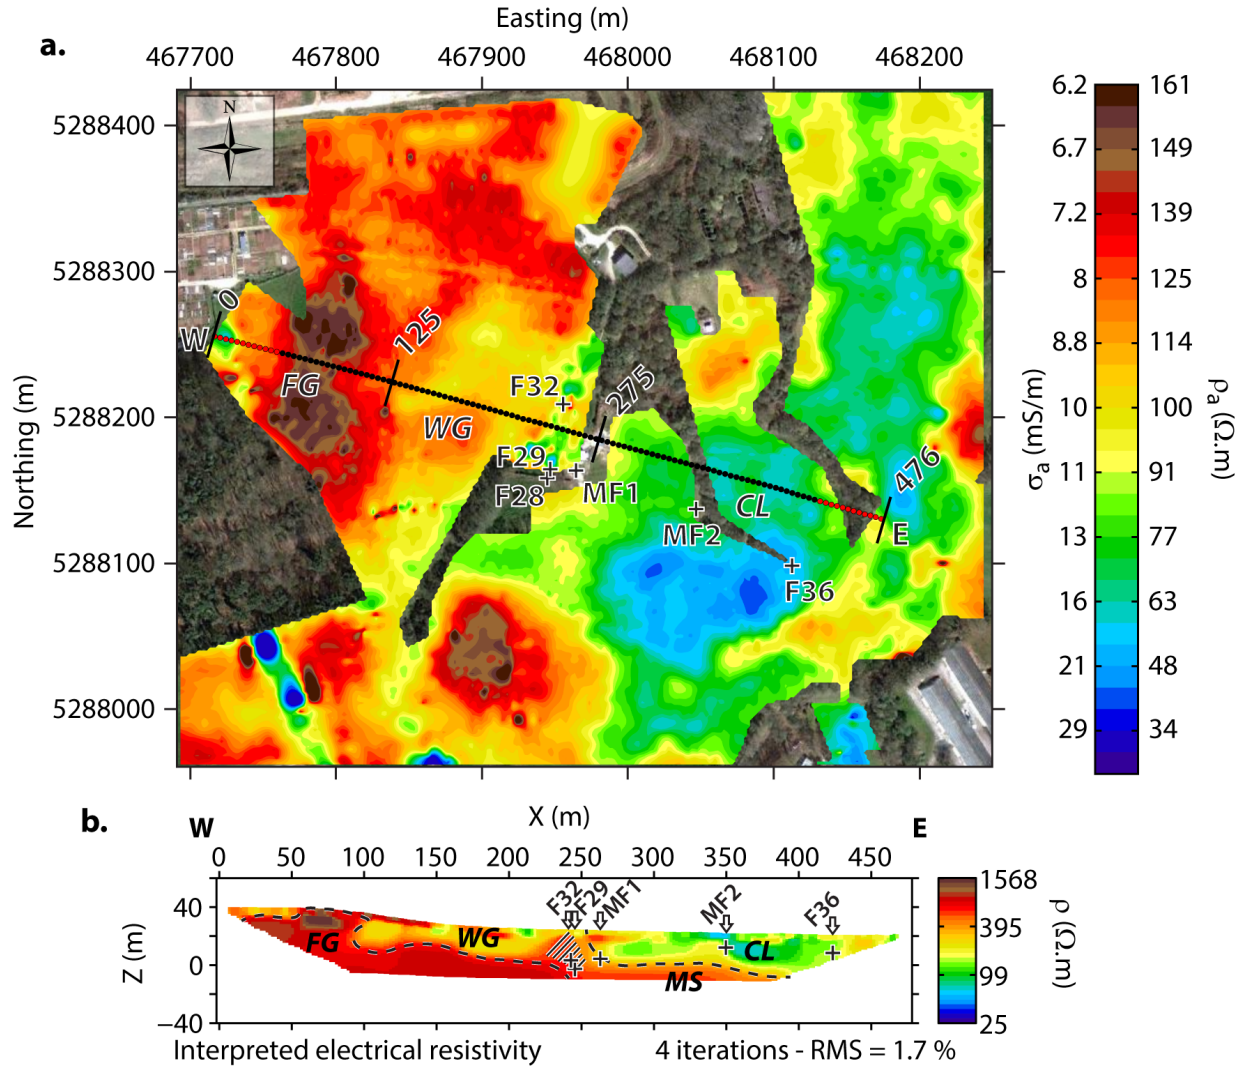 a.
Easting (m)
467700 467800 467900 468000 468100 468200
Northing (m)
5288400
5288300
5288200
5288100
5288000
N
W
0
125
275
476
E
FG
WG
CL
F32
F29
F28
MF1
MF2
F36
σa (mS/m)
6.2
6.7
7.2
8
8.8
10
11
13
16
21
29
161
149
139
125
114
100
91
77
63
48
34
ρa (Ω.m)
b.
W
X (m)
E
0 50 100 150 200 250 300 350 400 450
Z (m)
40
0
−40
F32
F29
MF1
MF2
F36
FG
WG
CL
MS
1568
395
99
25
ρ (Ω.m)
Interpreted electrical resistivity
4 iterations - RMS = 1.7 %